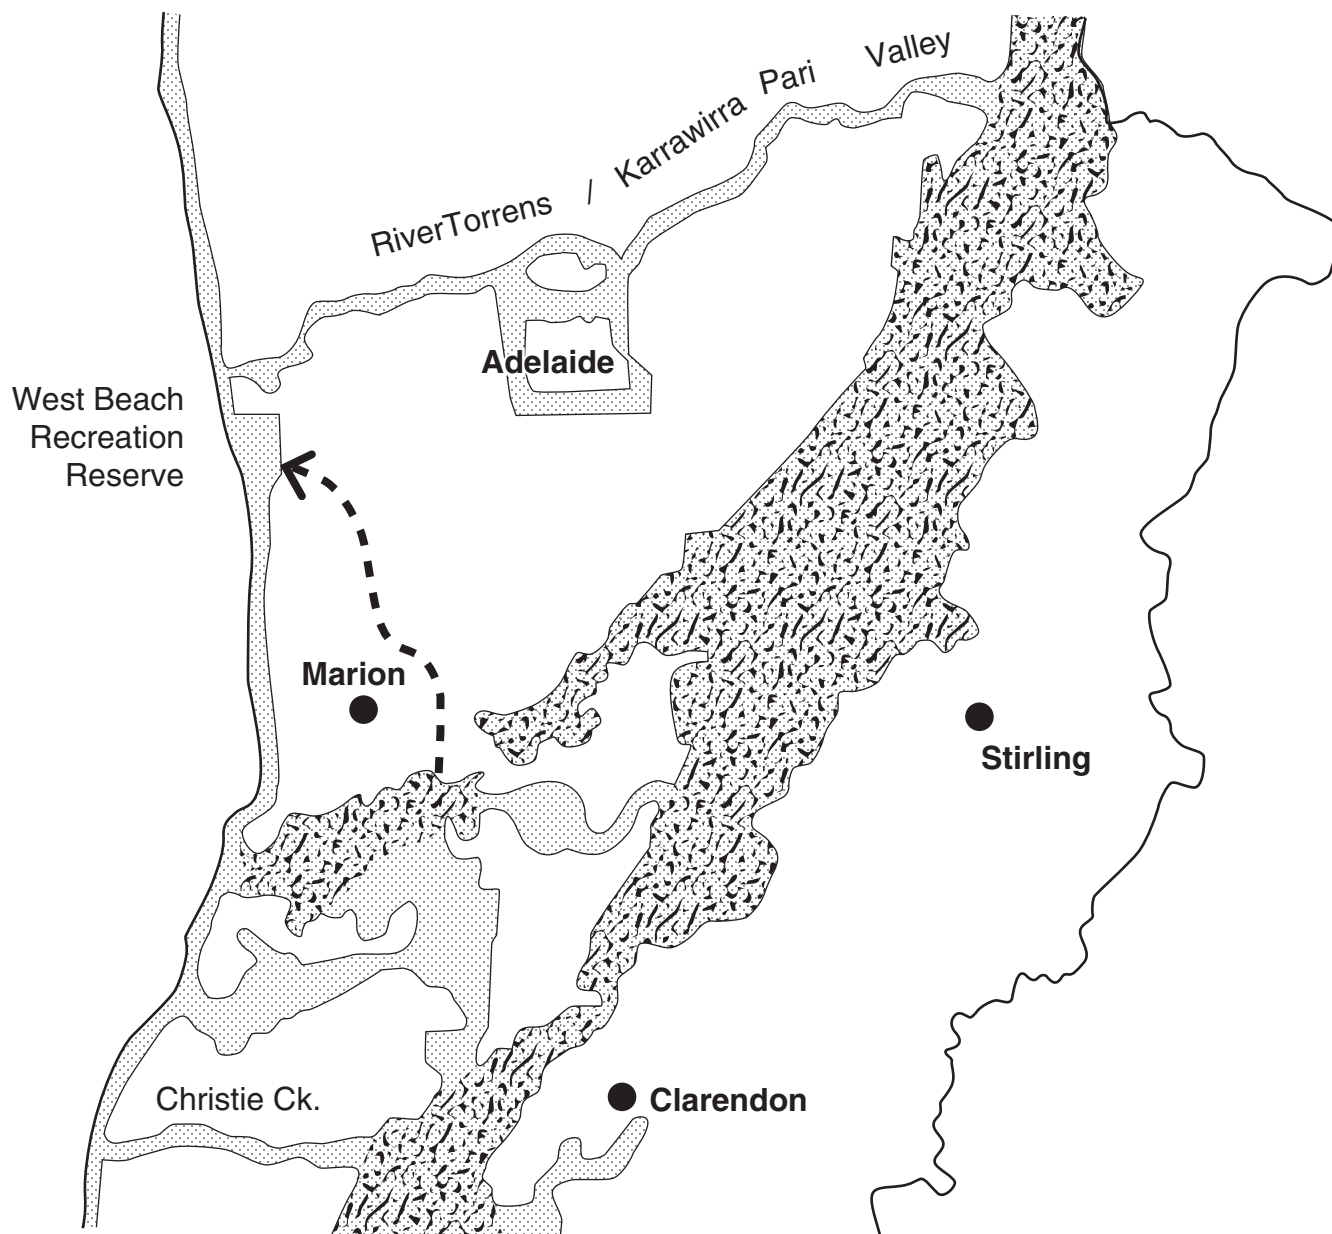 RiverTorrens / Karrawirra Pari Valley
West Beach
Recreation
Reserve
Adelaide
Marion
Stirling
Christie Ck.
Clarendon